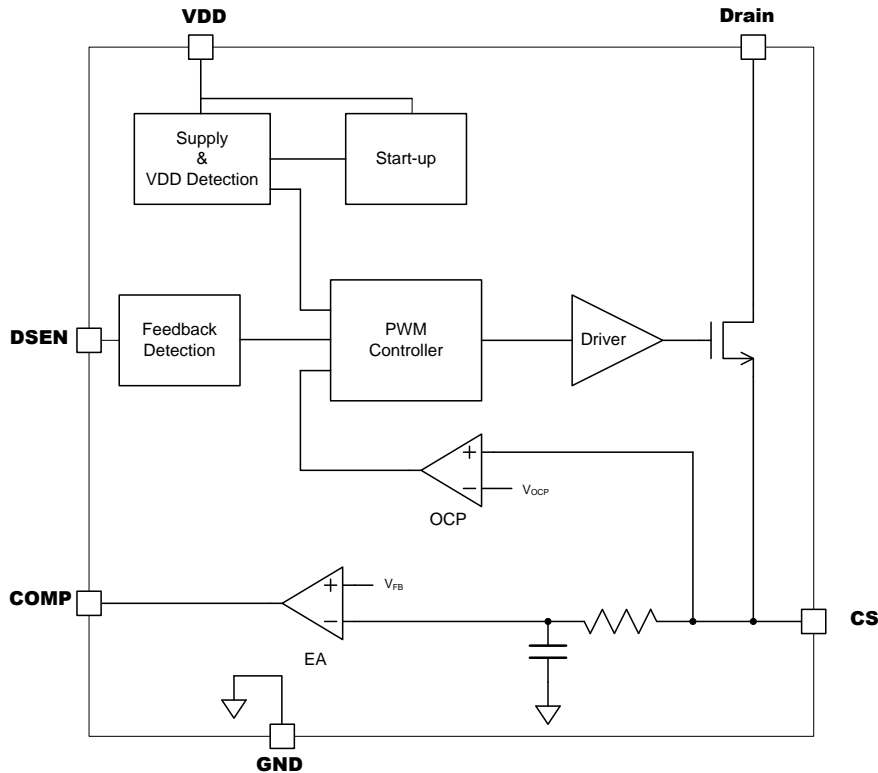 VDD
Drain
Supply
&
VDD Detection
Start-up
DSEN
Feedback
Detection
PWM
Controller
Driver
+
−
VOCP
OCP
COMP
+
VFB
−
EA
CS
GND